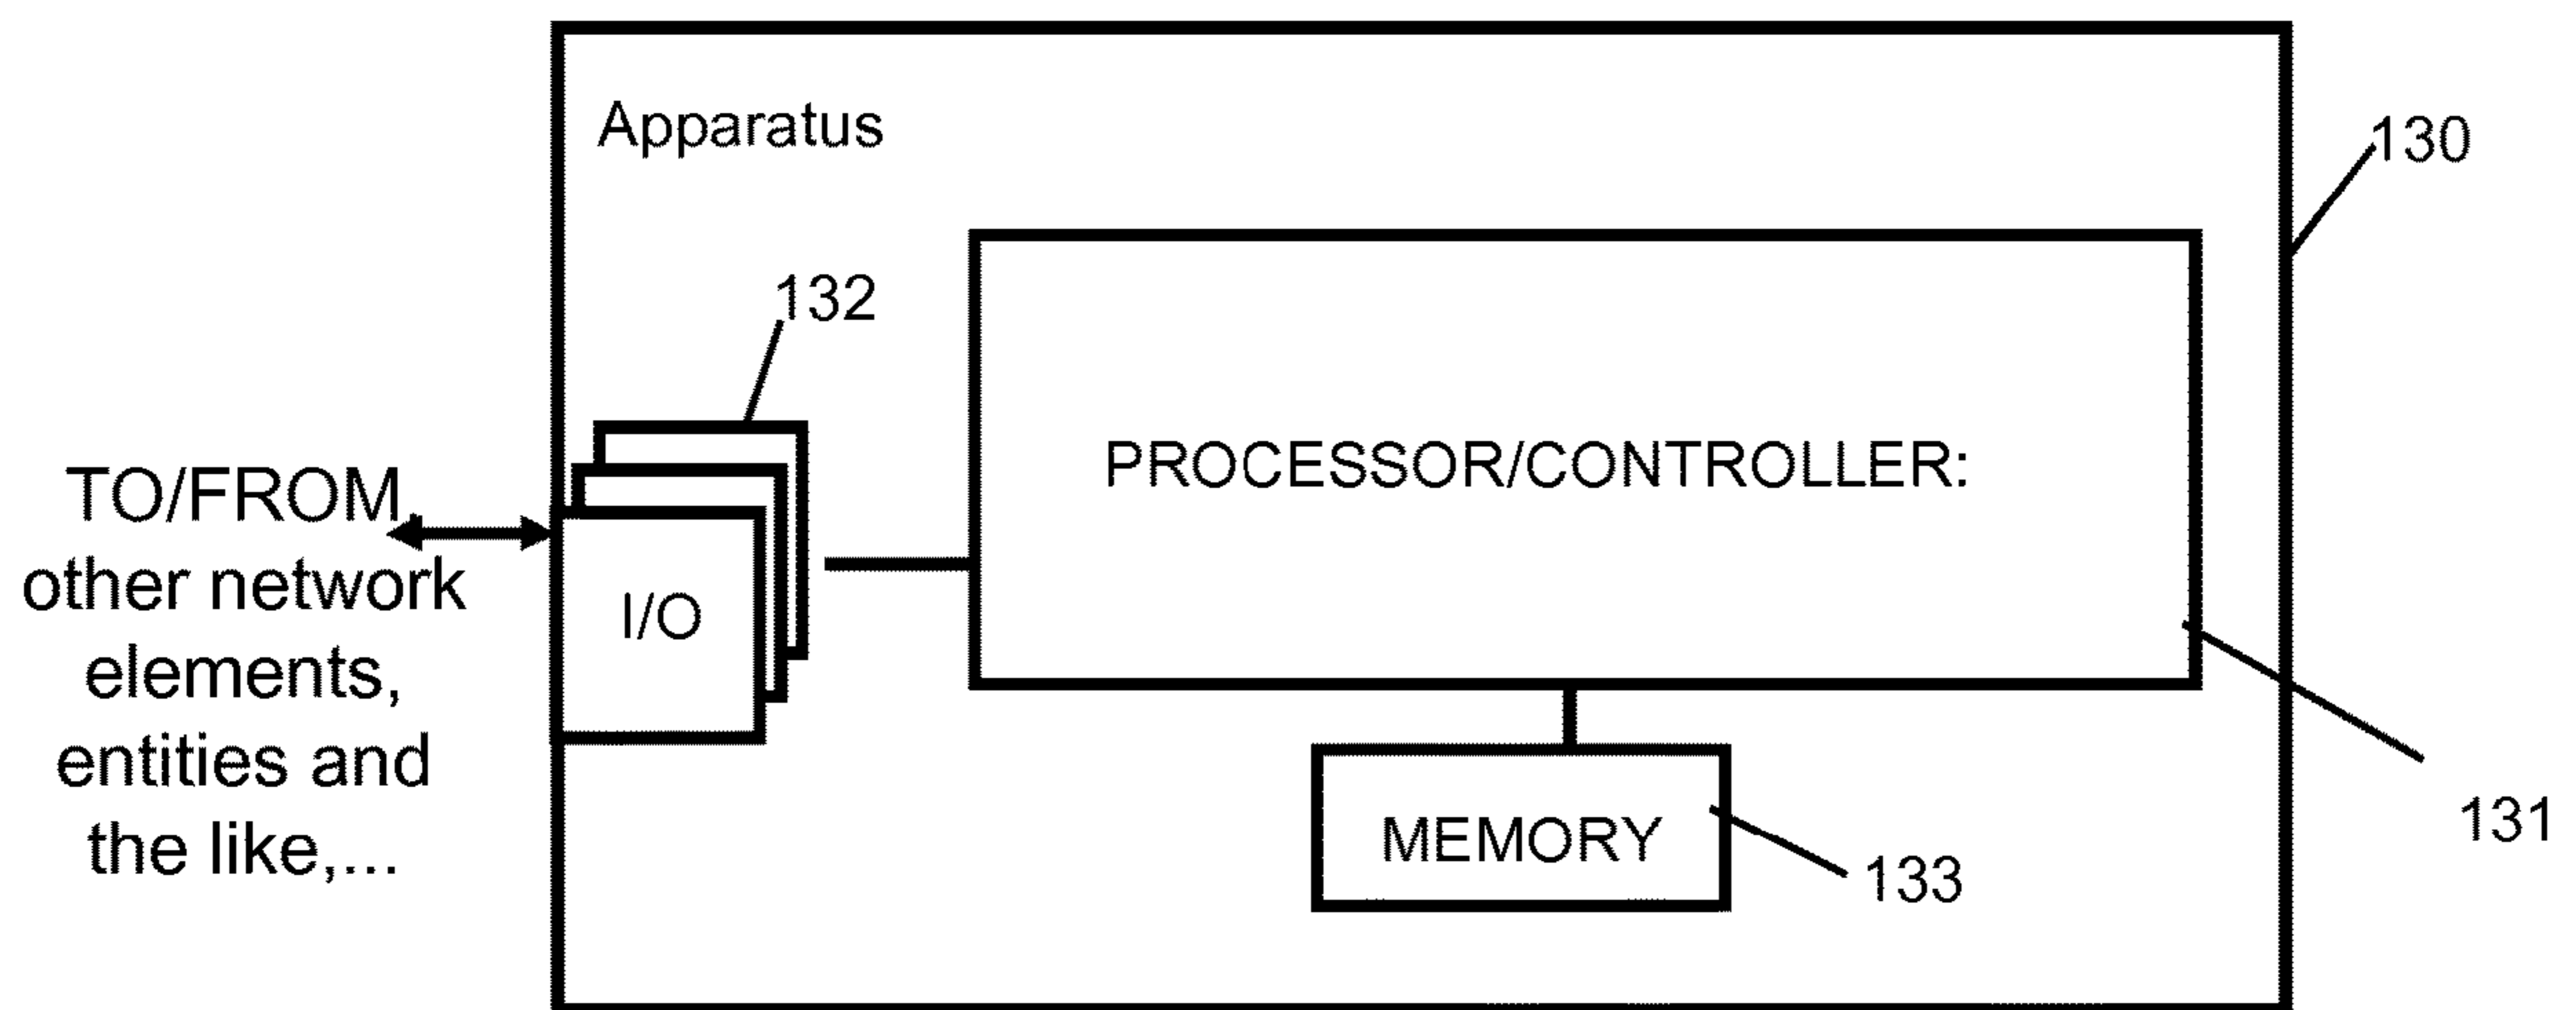 Apparatus
130
132
PROCESSOR/CONTROLLER:
TO/FROM
other network
elements,
entities and
the like,...
I/O
131
MEMORY
133